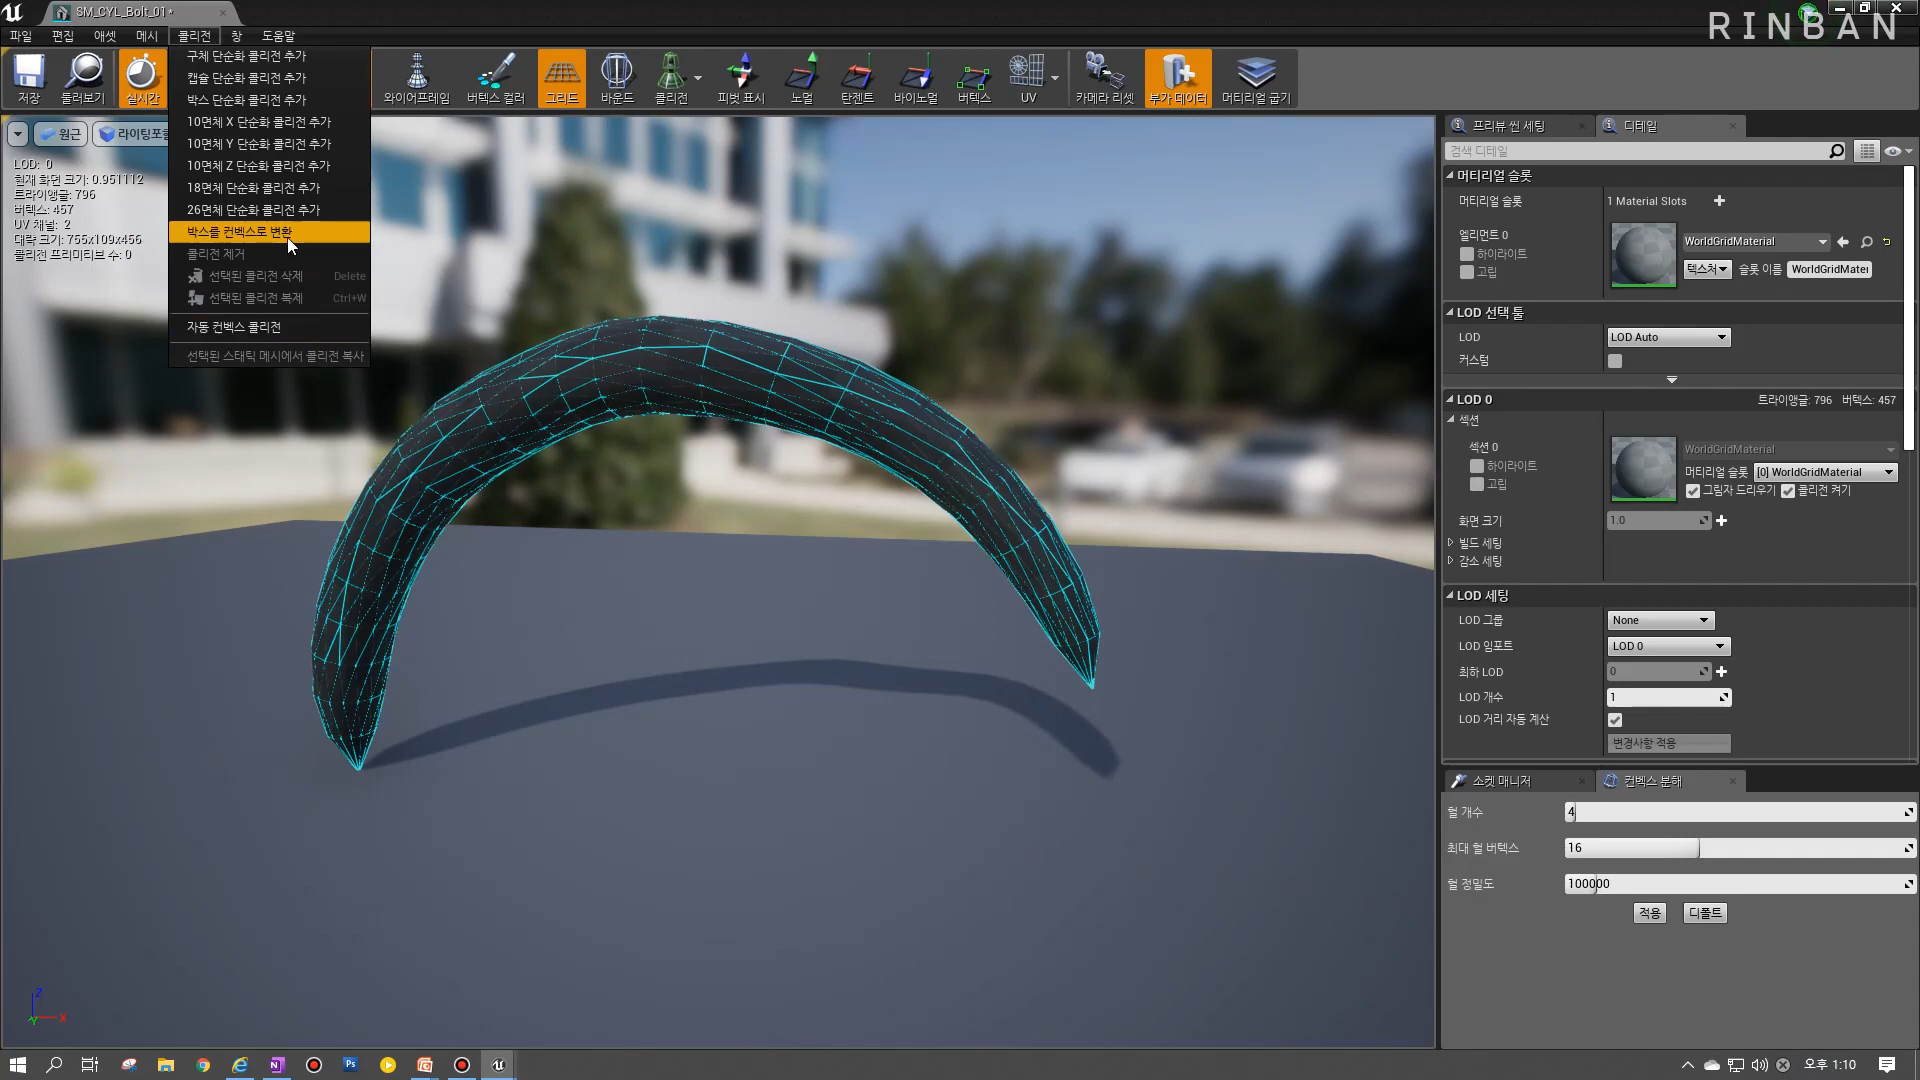 SM_CYL_Bolt_01*
RINBAN
파일 편집 애셋 메시 콜리전 창 도움말
저장 둘러보기 실시간 와이어프레임 버텍스 컬러 그리드 바운드 콜리전 피벗 표시 노멀 탄젠트 바이노멀 버텍스 UV 카메라 리셋 부가 데이터 머티리얼 굽기
구체 단순화 콜리전 추가
캡슐 단순화 콜리전 추가
박스 단순화 콜리전 추가
10면체 X 단순화 콜리전 추가
10면체 Y 단순화 콜리전 추가
10면체 Z 단순화 콜리전 추가
18면체 단순화 콜리전 추가
26면체 단순화 콜리전 추가
박스를 컨벡스로 변환
콜리전 제거
선택된 콜리전 삭제 Delete
선택된 콜리전 복제 Ctrl+W
자동 컨벡스 콜리전
선택된 스태틱 메시에서 콜리전 복사
원근 라이팅포함
LOD: 0
현재 화면 크기: 0.951112
트라이앵글: 796
버텍스: 457
UV 채널: 2
대략 크기: 755x109x456
콜리전 프리미티브 수: 0
Z
X
Y
프리뷰 씬 세팅 디테일
검색 디테일
머티리얼 슬롯
머티리얼 슬롯 1 Material Slots
엘리먼트 0 WorldGridMaterial
하이라이트
고립
텍스처 슬롯 이름 WorldGridMater
LOD 선택 툴
LOD LOD Auto
커스텀
LOD 0 트라이앵글: 796 버텍스: 457
섹션
섹션 0 WorldGridMaterial
하이라이트 머티리얼 슬롯 [0] WorldGridMaterial
고립 그림자 드리우기 콜리전 켜기
화면 크기 1.0
빌드 세팅
감소 세팅
LOD 세팅
LOD 그룹 None
LOD 임포트 LOD 0
최하 LOD 0
LOD 개수 1
LOD 거리 자동 계산
변경사항 적용
소켓 매니저 컨벡스 분해
헐 개수 4
최대 헐 버텍스 16
헐 정밀도 100000
적용 디폴트
오후 1:10